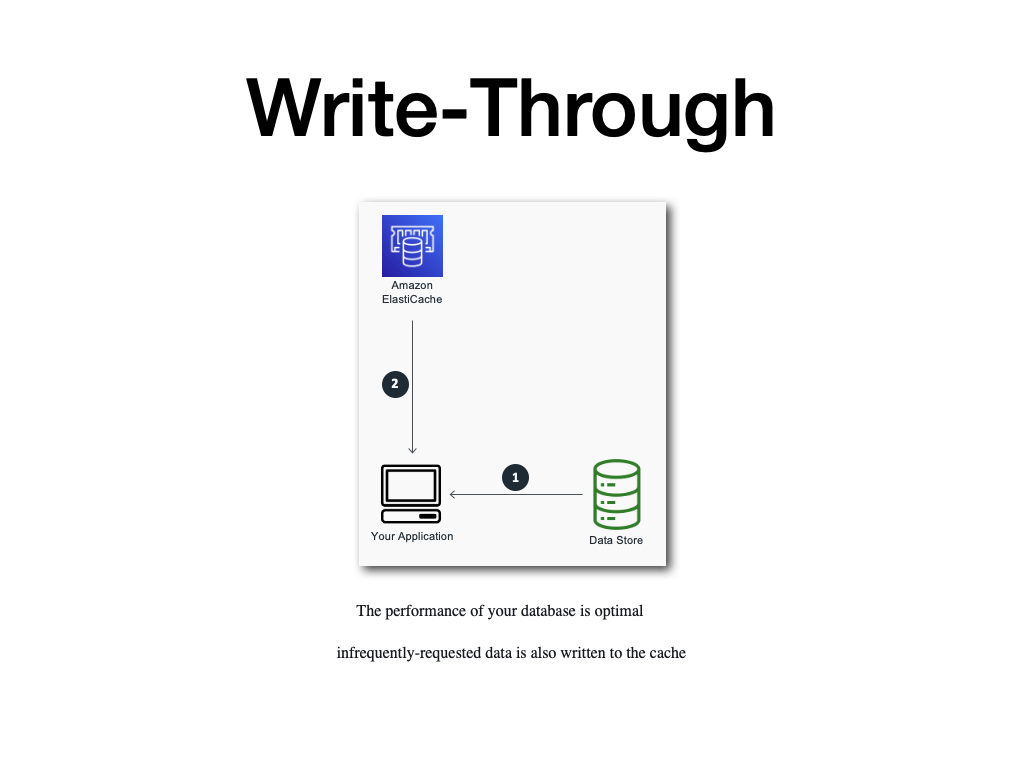 Write-Through
Amazon
ElastiCache
2
1
Your Application
Data Store
The performance of your database is optimal
infrequently-requested data is also written to the cache